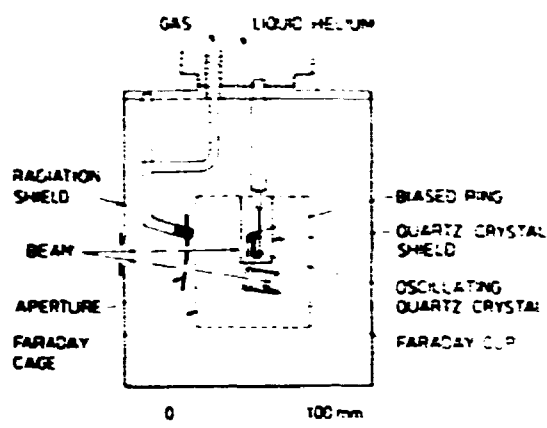 GAS LIQUID HELIUM
RADIATION
SHIELD
BEAM
APERTURE
FARADAY
CAGE
BIASED RING
QUARTZ CRYSTAL
SHIELD
OSCILLATING
QUARTZ CRYSTAL
FARADAY CUP
0 100 mm